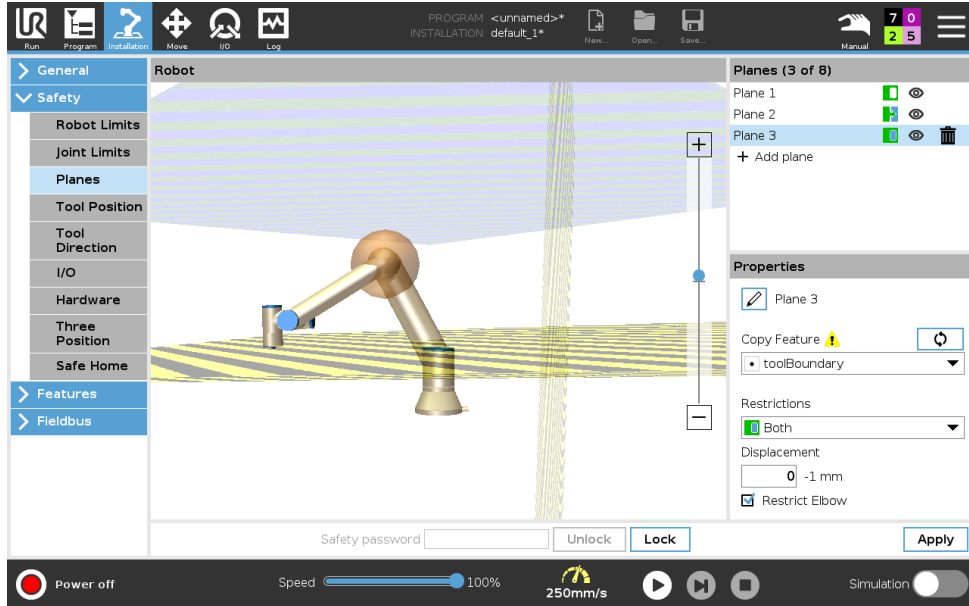 UR
Run
Program
Installation
Move
I/O
Log
PROGRAM <unnamed>*
INSTALLATION default_1*
New...
Open...
Save...
Manual
7 0
2 5
General
Safety
Robot Limits
Joint Limits
Planes
Tool Position
Tool
Direction
I/O
Hardware
Three
Position
Safe Home
Features
Fieldbus
Robot
+
−
Safety password
Unlock
Lock
Planes (3 of 8)
Plane 1
Plane 2
Plane 3
+ Add plane
Properties
Plane 3
Copy Feature
toolBoundary
Restrictions
Both
Displacement
0 -1 mm
Restrict Elbow
Apply
Power off
Speed 100%
250mm/s
Simulation